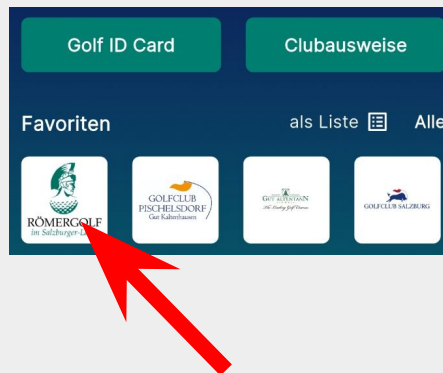 Golf ID Card
Clubausweise
Favoriten
als Liste
Alle
RÖMERGOLF
im Salzburger-L
GOLFCLUB
PISCHELSDORF
Gut Kaltenhausen
GUT ALTENTANN
GOLFCLUB SALZBURG